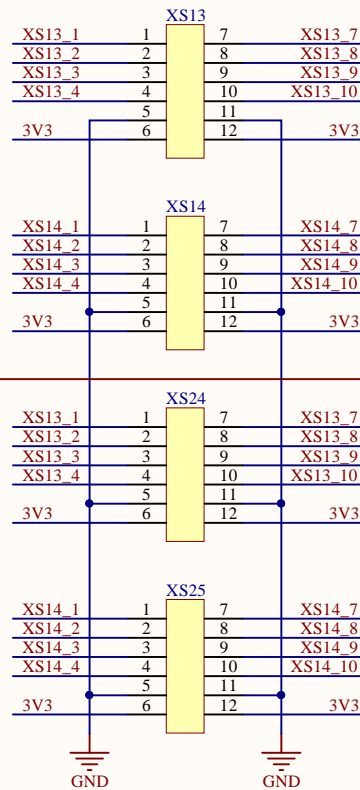 XS13
XS13_1 1 7 XS13_7
XS13_2 2 8 XS13_8
XS13_3 3 9 XS13_9
XS13_4 4 10 XS13_10
5 11
3V3 6 12 3V3
XS14
XS14_1 1 7 XS14_7
XS14_2 2 8 XS14_8
XS14_3 3 9 XS14_9
XS14_4 4 10 XS14_10
5 11
3V3 6 12 3V3
XS24
XS13_1 1 7 XS13_7
XS13_2 2 8 XS13_8
XS13_3 3 9 XS13_9
XS13_4 4 10 XS13_10
5 11
3V3 6 12 3V3
XS25
XS14_1 1 7 XS14_7
XS14_2 2 8 XS14_8
XS14_3 3 9 XS14_9
XS14_4 4 10 XS14_10
5 11
3V3 6 12 3V3
GND GND